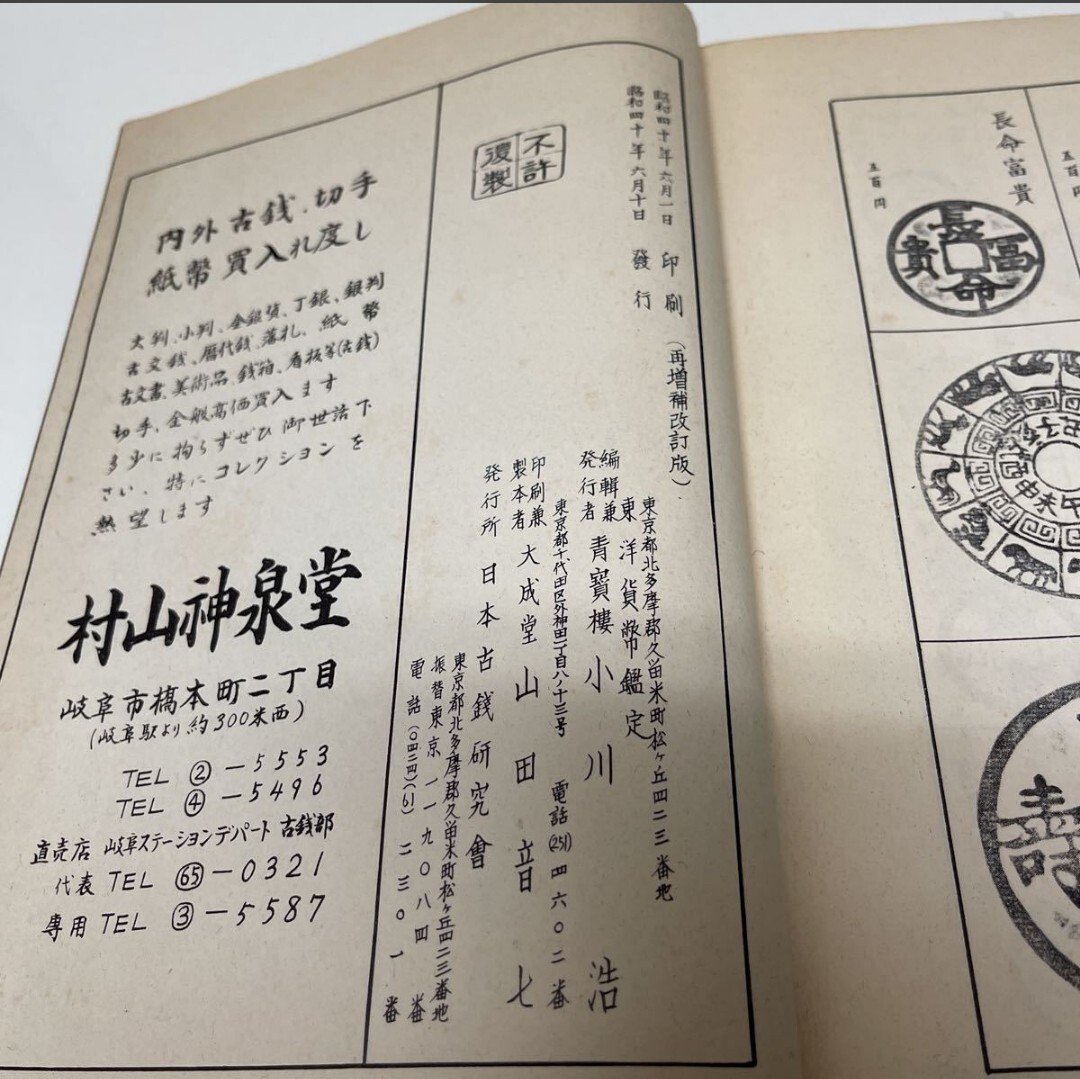 長命富貴
五百円
長命富貴
五百円
壽
昭和四十年六月一日 印刷
昭和四十年六月十日 發行
(再増補改訂版)
不許
復製
東京都北多摩郡久留米町松ヶ丘四二三番地
東洋貨幣鑑定
編輯兼
発行者 青寶樓 小川 浩
東京都千代田区外神田一丁目八ノ十三号 電話(251)四六〇二番
印刷兼
製本者 大成堂 山田音七
発行所 日本古銭研究會
東京都北多摩郡久留米町松ヶ丘四二三番地
振替東京一一九〇八四番
電話(〇四二四)(71)二三〇一番
内外古銭、切手
紙幣買入れ度し
大判、小判、金銀貨、丁銀、銀判
古文銭、歴代銭、藩札、紙幣
古文書、美術品、銭箱、看板等(古銭)
切手、全般高価買入ます
多少に拘らずぜひ御世話下
さい、特にコレクションを
熱望します
村山神泉堂
岐阜市橋本町二丁目
(岐阜駅より約300米西)
TEL ②-5553
TEL ④-5496
直売店 岐阜ステーションデパート古銭部
代表 TEL (65)-0321
専用 TEL ③-5587